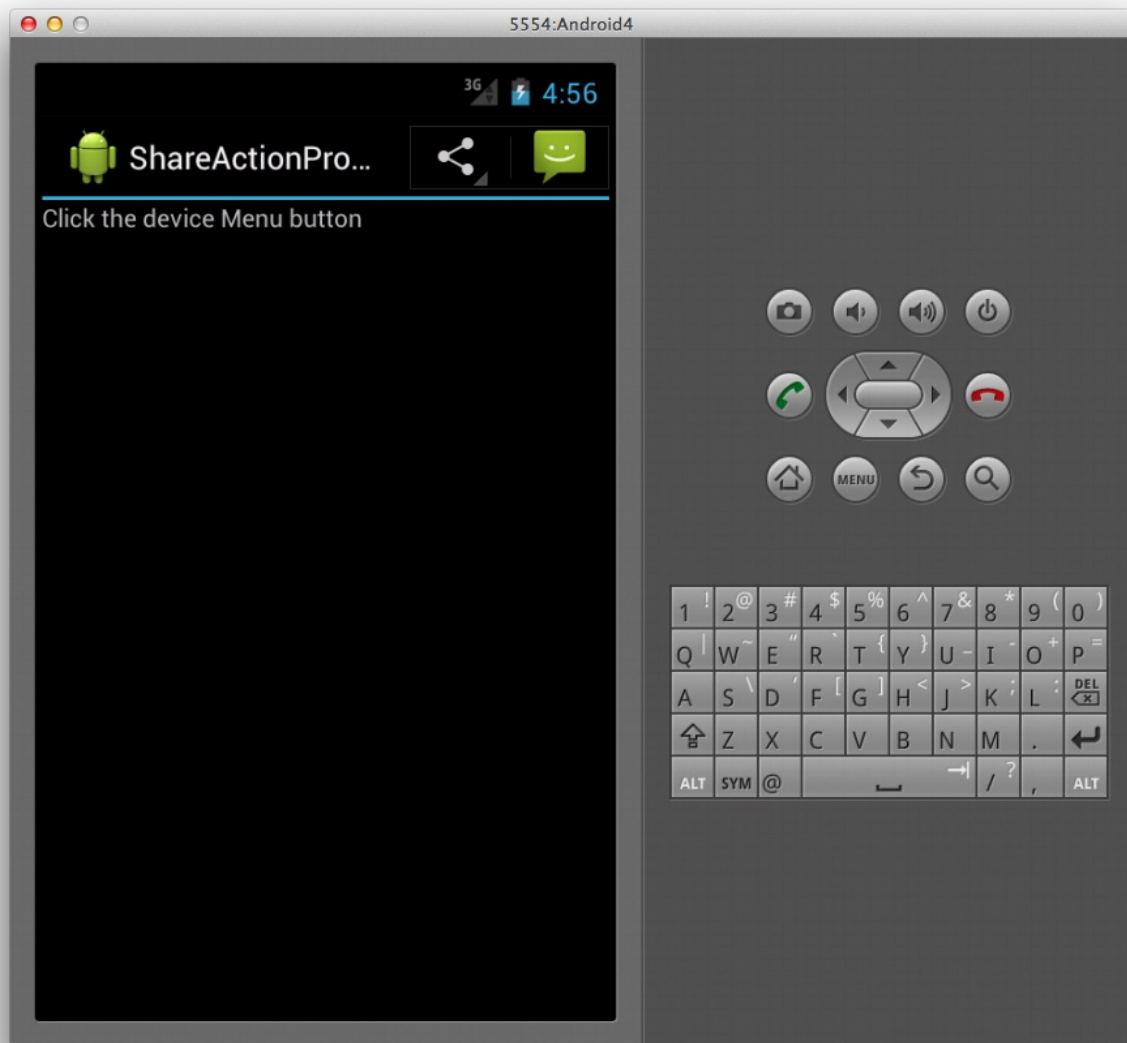 5554:Android4
3G 4:56
ShareActionPro...
Click the device Menu button
MENU
1 ! 2 @ 3 # 4 $ 5 % 6 ^ 7 & 8 * 9 ( 0 )
Q | W ~ E " R ` T { Y } U _ I - O + P =
A S \ D ' F [ G ] H < J > K ; L : DEL
Z X C V B N M .
ALT SYM @ / ? , ALT